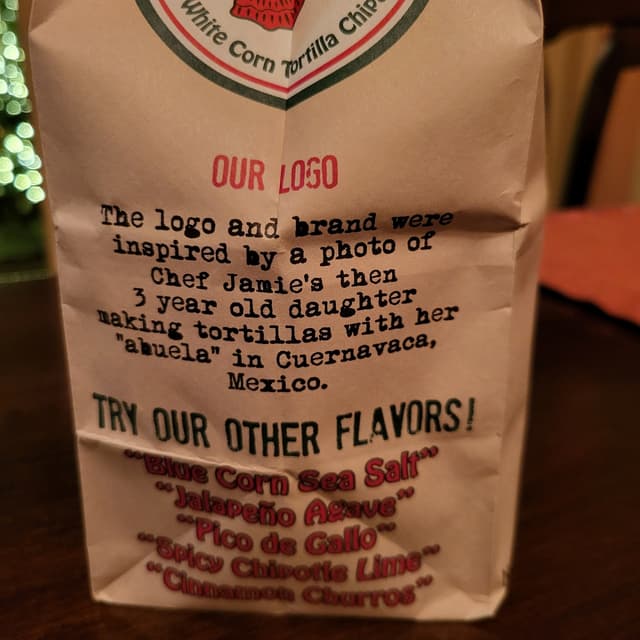 White Corn Tortilla Chips
OUR LOGO
The logo and brand were
inspired by a photo of
Chef Jamie's then
3 year old daughter
making tortillas with her
"abuela" in Cuernavaca,
Mexico.
TRY OUR OTHER FLAVORS!
"Blue Corn Sea Salt"
"Jalapeño Agave"
"Pico de Gallo"
"Spicy Chipotle Lime"
"Cinnamon Churros"